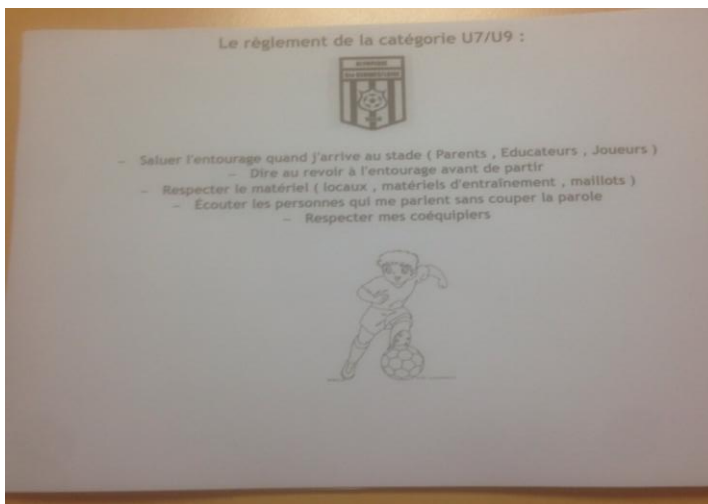 Le règlement de la catégorie U7/U9 :
– Saluer l'entourage quand j'arrive au stade ( Parents , Educateurs , Joueurs )
– Dire au revoir à l'entourage avant de partir
– Respecter le matériel ( locaux , matériels d'entraînement , maillots )
– Écouter les personnes qui me parlent sans couper la parole
– Respecter mes coéquipiers